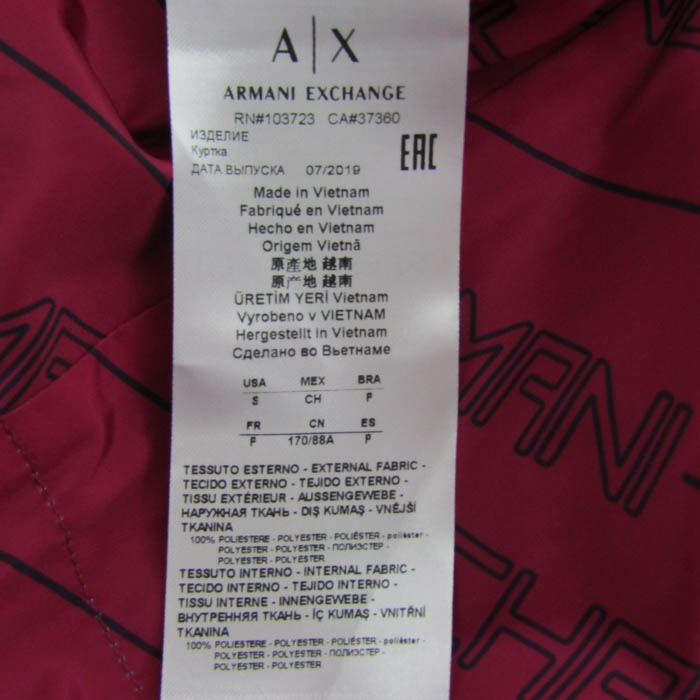 A|X
ARMANI EXCHANGE
RN#103723 CA#37360
ИЗДЕЛИЕ
Куртка
ДАТА ВЫПУСКА 07/2019
EAC
Made in Vietnam
Fabriqué en Vietnam
Hecho en Vietnam
Origem Vietnã
原產地 越南
原产地 越南
ÜRETİM YERİ Vietnam
Vyrobeno v VIETNAM
Hergestellt in Vietnam
Сделано во Вьетнаме
USA MEX BRA
S CH P
FR CN ES
P 170/88A P
TESSUTO ESTERNO - EXTERNAL FABRIC -
TECIDO EXTERNO - TEJIDO EXTERNO -
TISSU EXTÉRIEUR - AUSSENGEWEBE -
НАРУЖНАЯ ТКАНЬ - DIŞ KUMAŞ - VNĚJŠÍ
TKANINA
100% POLIESTERE - POLYESTER - POLIÉSTER - poliéster -
POLYESTER - POLYESTER - ПОЛИЭСТЕР -
POLYESTER - POLYESTER
TESSUTO INTERNO - INTERNAL FABRIC -
TECIDO INTERNO - TEJIDO INTERNO -
TISSU INTERNE - INNENGEWEBE -
ВНУТРЕННЯЯ ТКАНЬ - İÇ KUMAŞ - VNITŘNÍ
TKANINA
100% POLIESTERE - POLYESTER - POLIÉSTER - poliéster -
POLYESTER - POLYESTER - ПОЛИЭСТЕР -
POLYESTER - POLYESTER
MANI